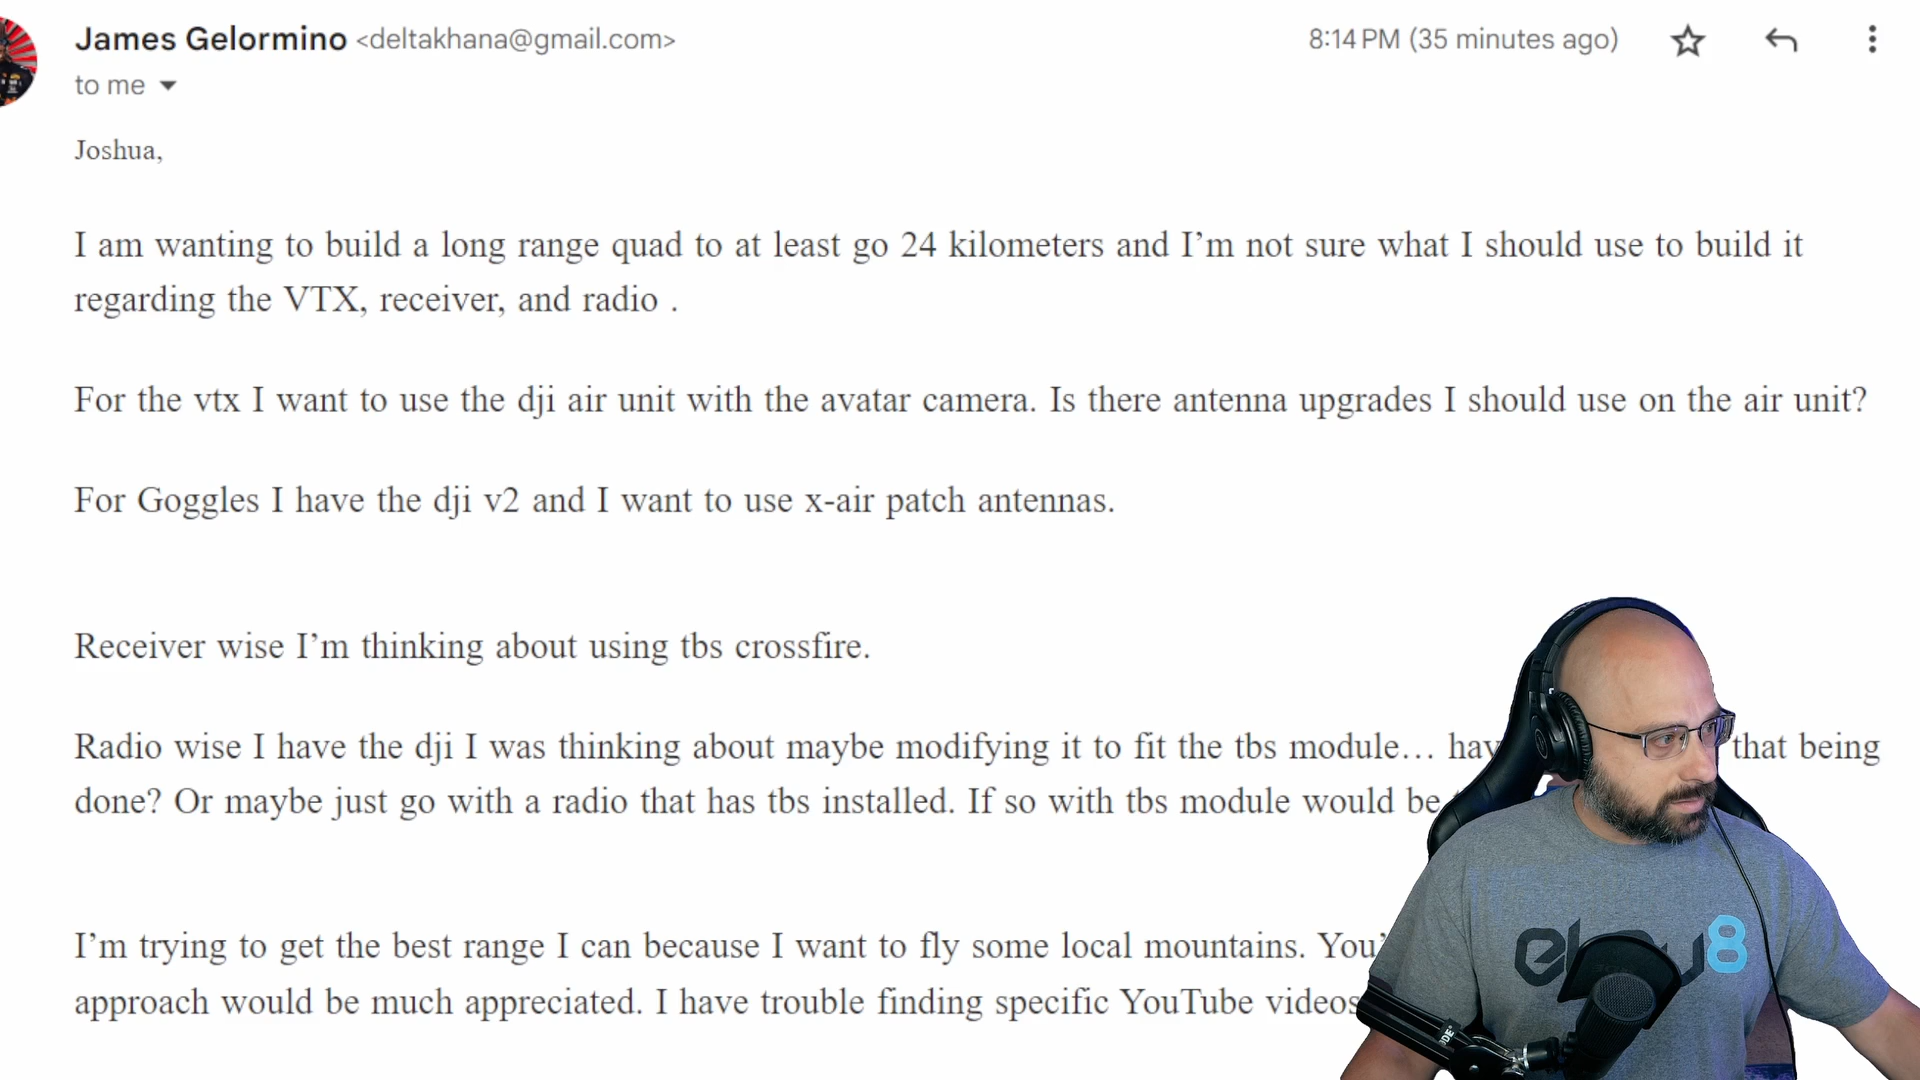 James Gelormino <deltakhana@gmail.com>
8:14 PM (35 minutes ago)
to me
Joshua,
I am wanting to build a long range quad to at least go 24 kilometers and I’m not sure what I should use to build it
regarding the VTX, receiver, and radio .
For the vtx I want to use the dji air unit with the avatar camera. Is there antenna upgrades I should use on the air unit?
For Goggles I have the dji v2 and I want to use x-air patch antennas.
Receiver wise I’m thinking about using tbs crossfire.
Radio wise I have the dji I was thinking about maybe modifying it to fit the tbs module… that being
done? Or maybe just go with a radio that has tbs installed. If so with tbs module would be
I’m trying to get the best range I can because I want to fly some local mountains.
approach would be much appreciated. I have trouble finding specific YouTube videos